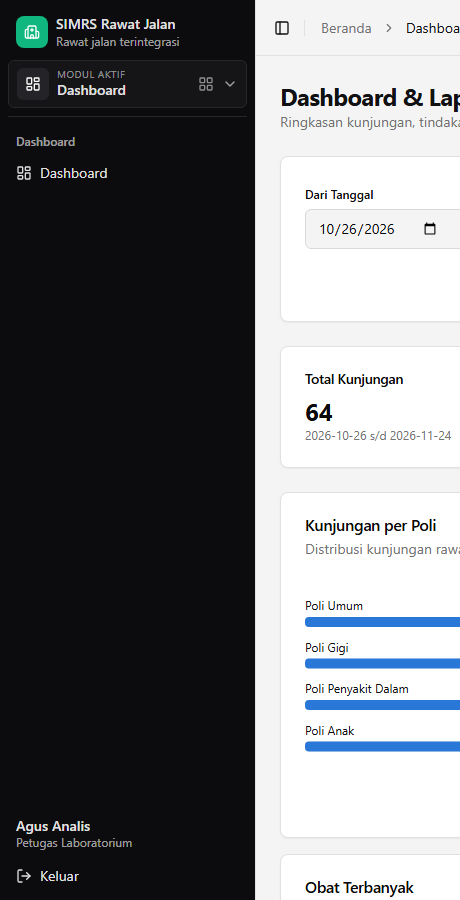 SIMRS Rawat Jalan
Rawat jalan terintegrasi
MODUL AKTIF
Dashboard
Dashboard
Dashboard
Agus Analis
Petugas Laboratorium
Keluar
Beranda > Dashboa
Dashboard & Lap
Ringkasan kunjungan, tindaka
Dari Tanggal
10/26/2026
Total Kunjungan
64
2026-10-26 s/d 2026-11-24
Kunjungan per Poli
Distribusi kunjungan rawa
Poli Umum
Poli Gigi
Poli Penyakit Dalam
Poli Anak
Obat Terbanyak